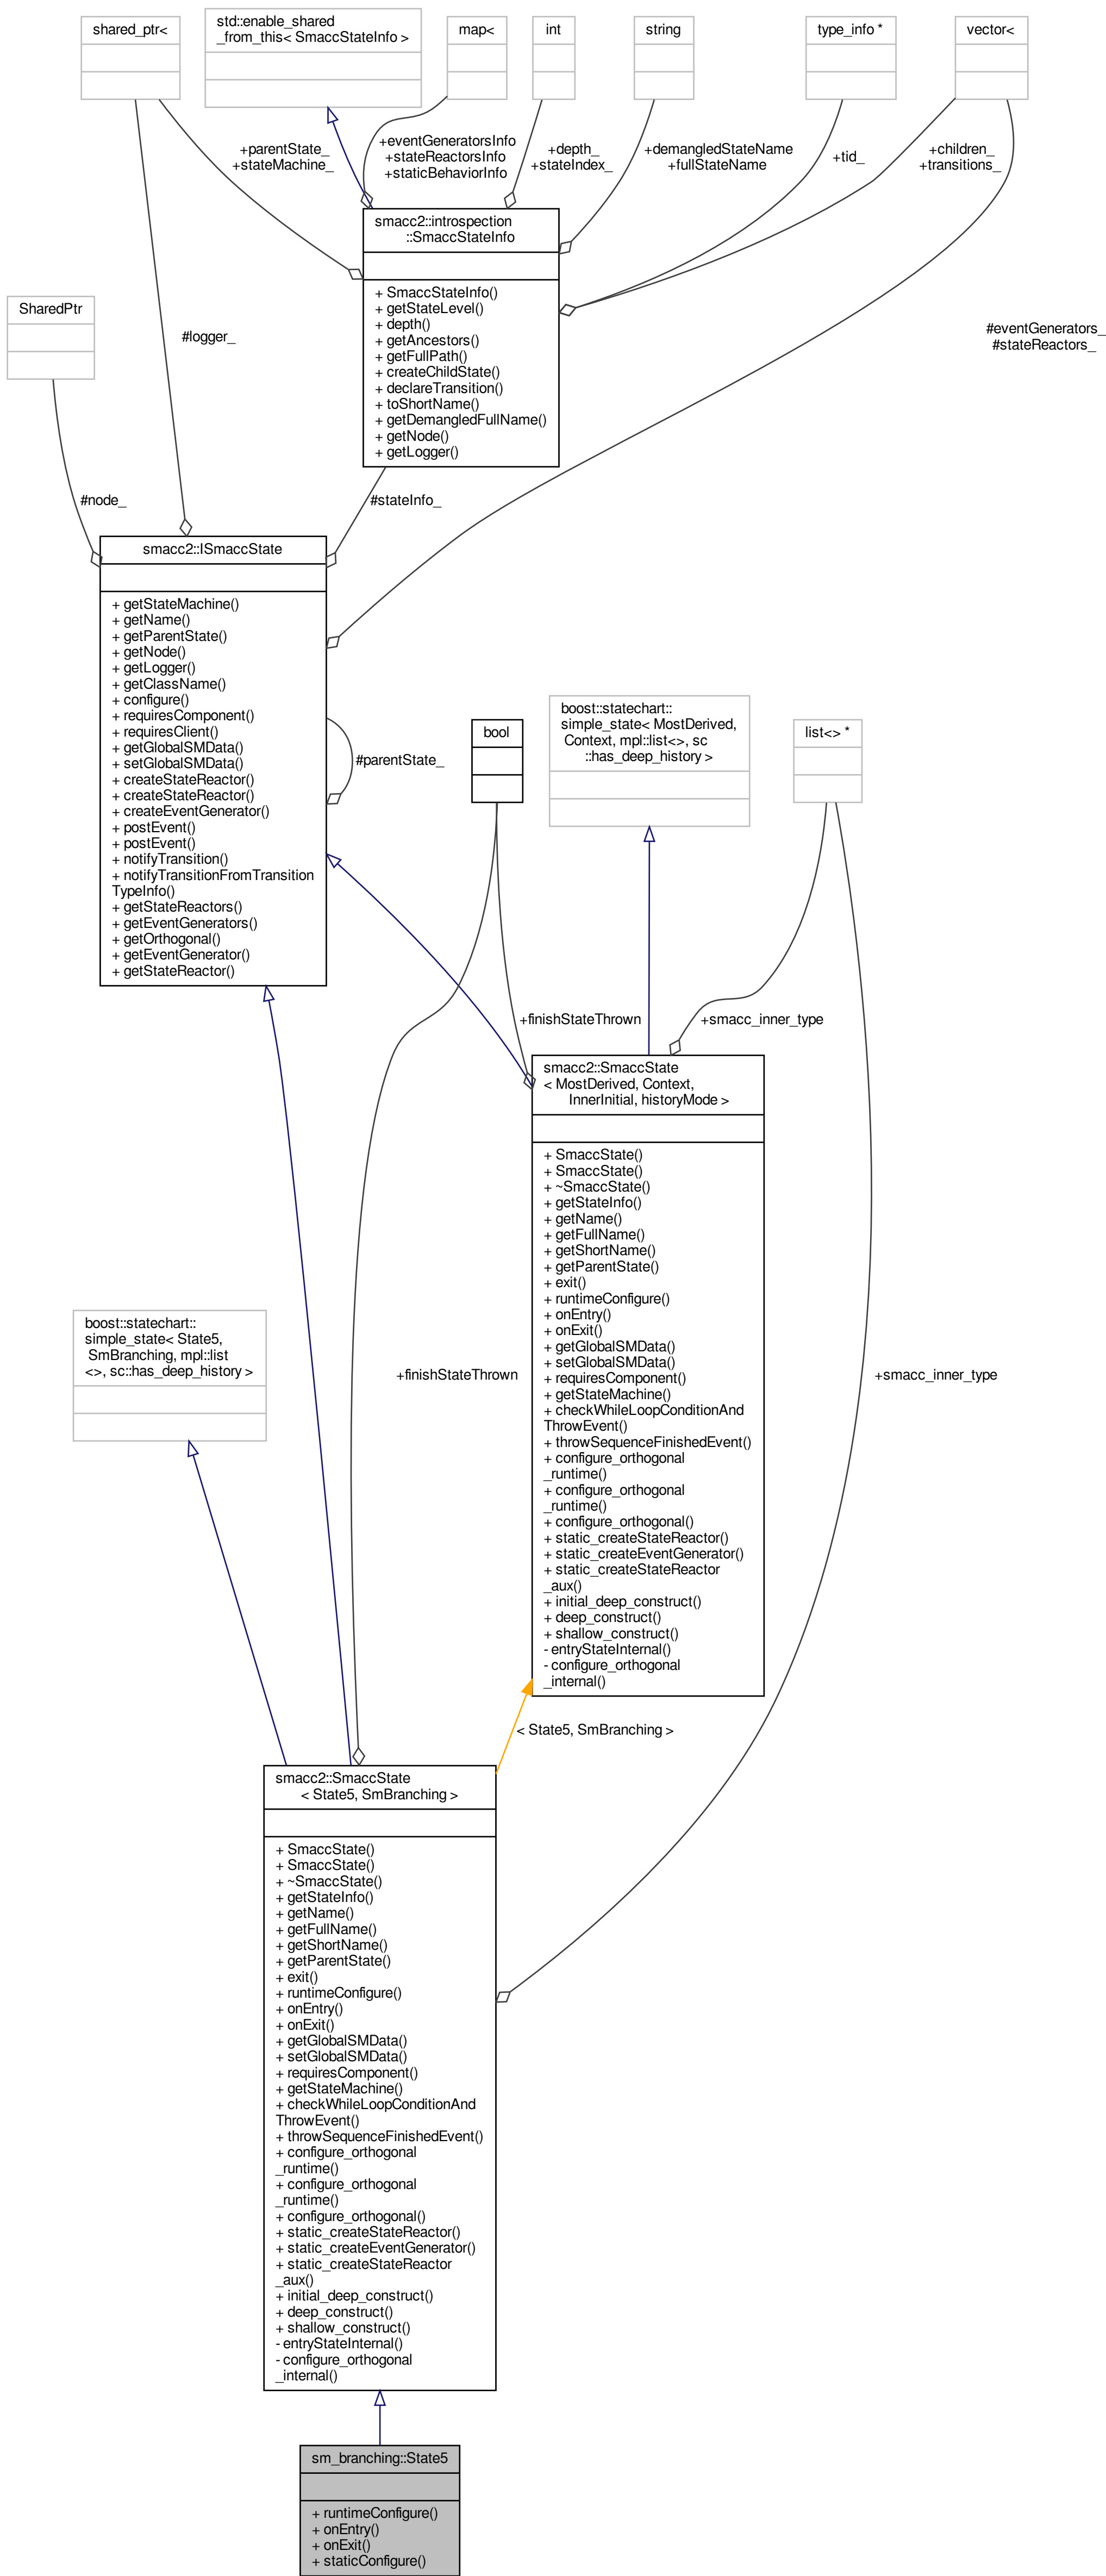 shared_ptr<
std::enable_shared
_from_this< SmaccStateInfo >
map<
int
string
type_info *
vector<
+parentState_
+stateMachine_
+eventGeneratorsInfo
+stateReactorsInfo
+staticBehaviorInfo
+depth_
+stateIndex_
+demangledStateName
+fullStateName
+tid_
+children_
+transitions_
smacc2::introspection
::SmaccStateInfo
+ SmaccStateInfo()
+ getStateLevel()
+ depth()
+ getAncestors()
+ getFullPath()
+ createChildState()
+ declareTransition()
+ toShortName()
+ getDemangledFullName()
+ getNode()
+ getLogger()
SharedPtr
#logger_
#eventGenerators_
#stateReactors_
#node_
#stateInfo_
smacc2::ISmaccState
+ getStateMachine()
+ getName()
+ getParentState()
+ getNode()
+ getLogger()
+ getClassName()
+ configure()
+ requiresComponent()
+ requiresClient()
+ getGlobalSMData()
+ setGlobalSMData()
+ createStateReactor()
+ createStateReactor()
+ createEventGenerator()
+ postEvent()
+ postEvent()
+ notifyTransition()
+ notifyTransitionFromTransition
TypeInfo()
+ getStateReactors()
+ getEventGenerators()
+ getOrthogonal()
+ getEventGenerator()
+ getStateReactor()
#parentState_
bool
boost::statechart::
simple_state< MostDerived,
Context, mpl::list<>, sc
::has_deep_history >
list<> *
+finishStateThrown
+smacc_inner_type
smacc2::SmaccState
< MostDerived, Context,
InnerInitial, historyMode >
+ SmaccState()
+ SmaccState()
+ ~SmaccState()
+ getStateInfo()
+ getName()
+ getFullName()
+ getShortName()
+ getParentState()
+ exit()
+ runtimeConfigure()
+ onEntry()
+ onExit()
+ getGlobalSMData()
+ setGlobalSMData()
+ requiresComponent()
+ getStateMachine()
+ checkWhileLoopConditionAnd
ThrowEvent()
+ throwSequenceFinishedEvent()
+ configure_orthogonal
_runtime()
+ configure_orthogonal
_runtime()
+ configure_orthogonal()
+ static_createStateReactor()
+ static_createEventGenerator()
+ static_createStateReactor
_aux()
+ initial_deep_construct()
+ deep_construct()
+ shallow_construct()
- entryStateInternal()
- configure_orthogonal
_internal()
boost::statechart::
simple_state< State5,
SmBranching, mpl::list
<>, sc::has_deep_history >
+finishStateThrown
+smacc_inner_type
< State5, SmBranching >
smacc2::SmaccState
< State5, SmBranching >
+ SmaccState()
+ SmaccState()
+ ~SmaccState()
+ getStateInfo()
+ getName()
+ getFullName()
+ getShortName()
+ getParentState()
+ exit()
+ runtimeConfigure()
+ onEntry()
+ onExit()
+ getGlobalSMData()
+ setGlobalSMData()
+ requiresComponent()
+ getStateMachine()
+ checkWhileLoopConditionAnd
ThrowEvent()
+ throwSequenceFinishedEvent()
+ configure_orthogonal
_runtime()
+ configure_orthogonal
_runtime()
+ configure_orthogonal()
+ static_createStateReactor()
+ static_createEventGenerator()
+ static_createStateReactor
_aux()
+ initial_deep_construct()
+ deep_construct()
+ shallow_construct()
- entryStateInternal()
- configure_orthogonal
_internal()
sm_branching::State5
+ runtimeConfigure()
+ onEntry()
+ onExit()
+ staticConfigure()